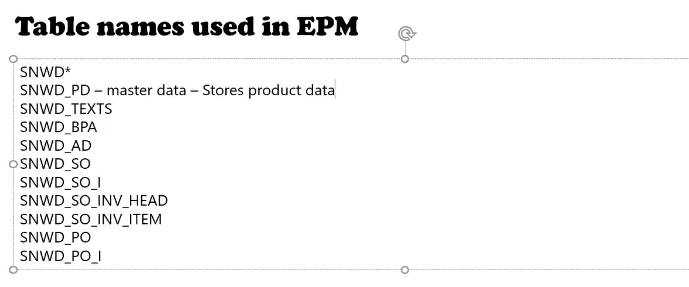 Table names used in EPM
SNWD*
SNWD_PD – master data – Stores product data
SNWD_TEXTS
SNWD_BPA
SNWD_AD
SNWD_SO
SNWD_SO_I
SNWD_SO_INV_HEAD
SNWD_SO_INV_ITEM
SNWD_PO
SNWD_PO_I